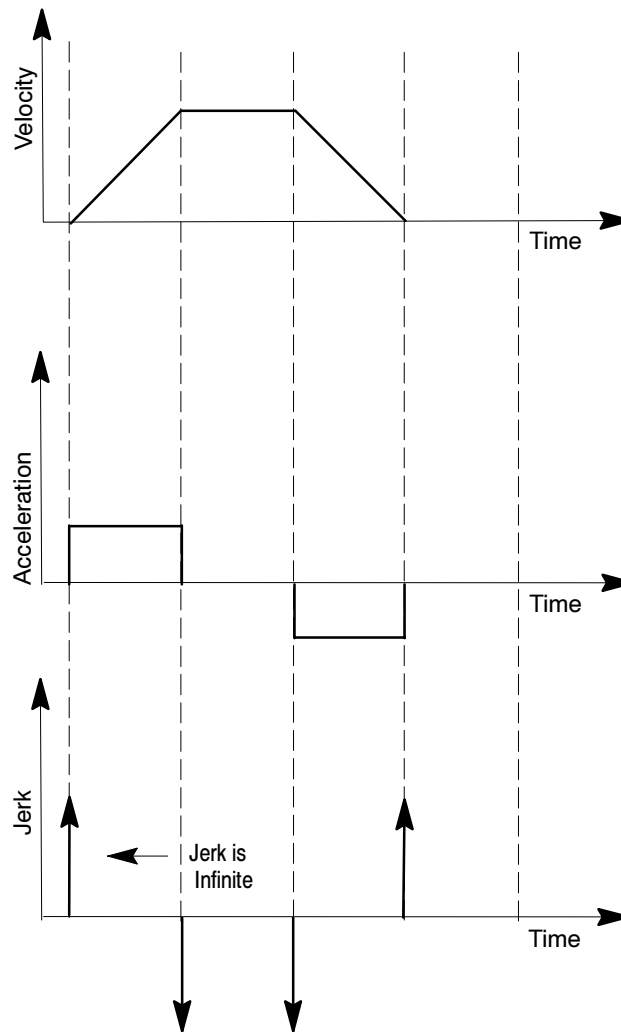 Velocity
Time
Acceleration
Time
Jerk
Jerk is
Infinite
Time